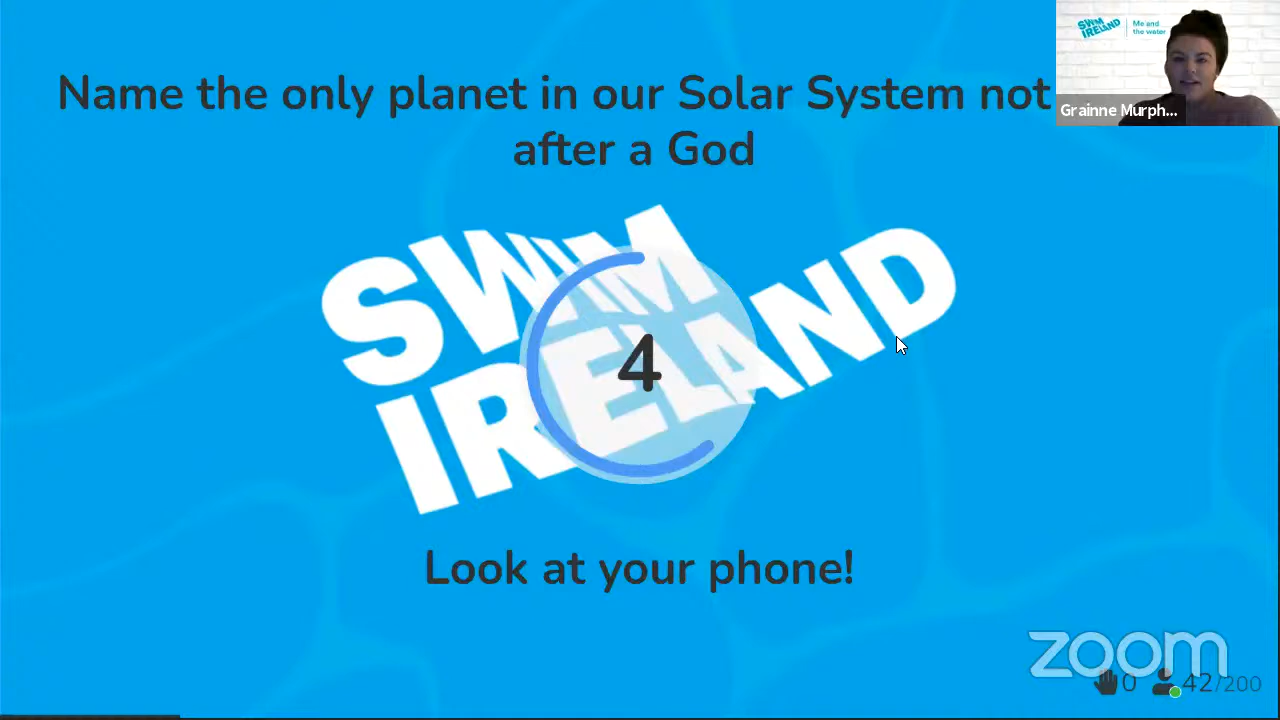 Name the only planet in our Solar System not
after a God
SWIM
IRELAND
Me and
the water
Grainne Murph...
SWIM
IRELAND
4
Look at your phone!
zoom
0
42/200